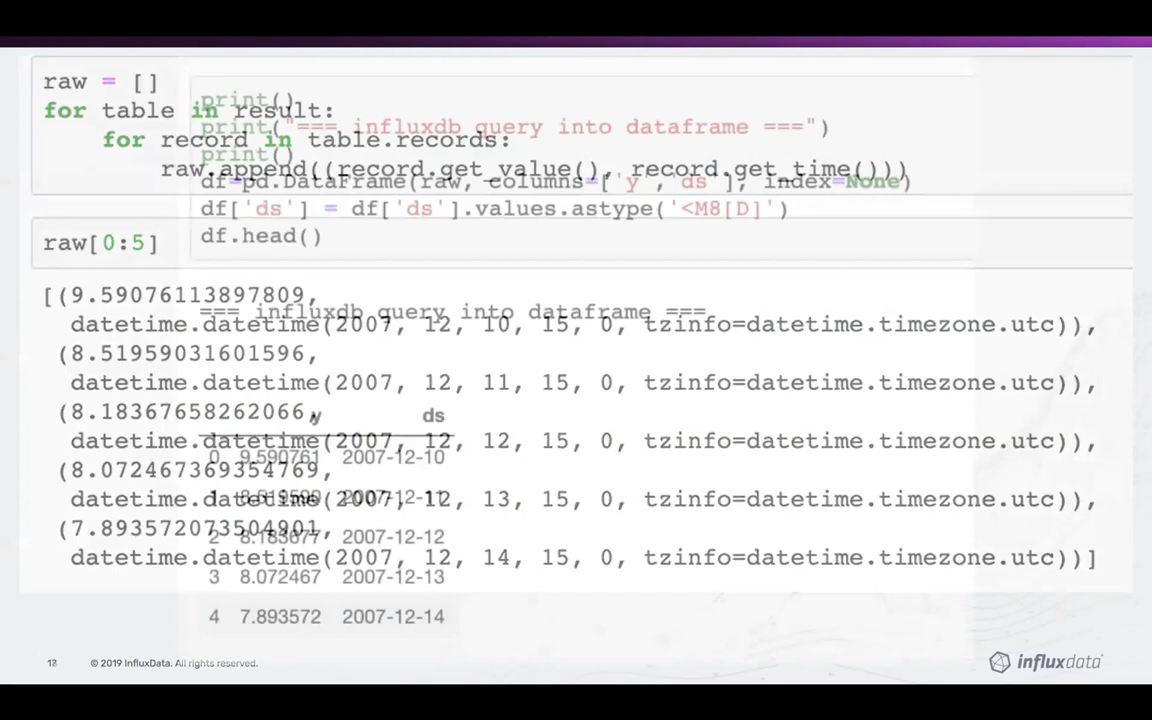 raw = []
for table in result:
for record in table.records:
raw.append((record.get_value(), record.get_time()))
raw[0:5]
[(9.59076113897809,
datetime.datetime(2007, 12, 10, 15, 0, tzinfo=datetime.timezone.utc)),
(8.51959031601596,
datetime.datetime(2007, 12, 11, 15, 0, tzinfo=datetime.timezone.utc)),
(8.18367658262066,
datetime.datetime(2007, 12, 12, 15, 0, tzinfo=datetime.timezone.utc)),
(8.072467369354769,
datetime.datetime(2007, 12, 13, 15, 0, tzinfo=datetime.timezone.utc)),
(7.893572073504901,
datetime.datetime(2007, 12, 14, 15, 0, tzinfo=datetime.timezone.utc))]
print()
print("=== influxdb query into dataframe ===")
print()
df=pd.DataFrame(raw, columns=['y','ds'], index=None)
df['ds'] = df['ds'].values.astype('<M8[D]')
df.head()
=== influxdb query into dataframe ===
y ds
0 9.590761 2007-12-10
1 8.519590 2007-12-11
2 8.183677 2007-12-12
3 8.072467 2007-12-13
4 7.893572 2007-12-14
© 2019 InfluxData. All rights reserved.
influxdata